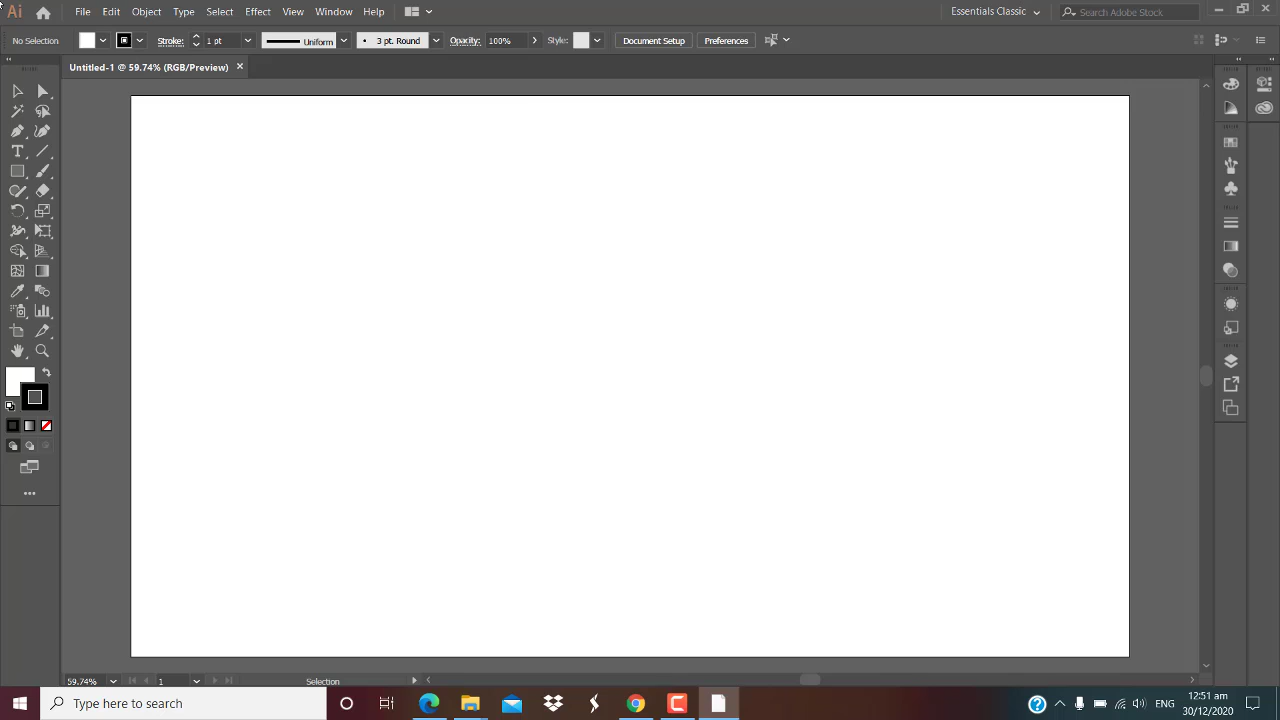 Ai File Edit Object Type Select Effect View Window Help Essentials Classic Search Adobe Stock
No Selection Stroke: 1 pt Uniform 3 pt. Round Opacity: 100% Style: Document Setup Preferences
Untitled-1 @ 59.74% (RGB/Preview)
59.74% 1 Selection
Type here to search ENG 12:51 am
30/12/2020